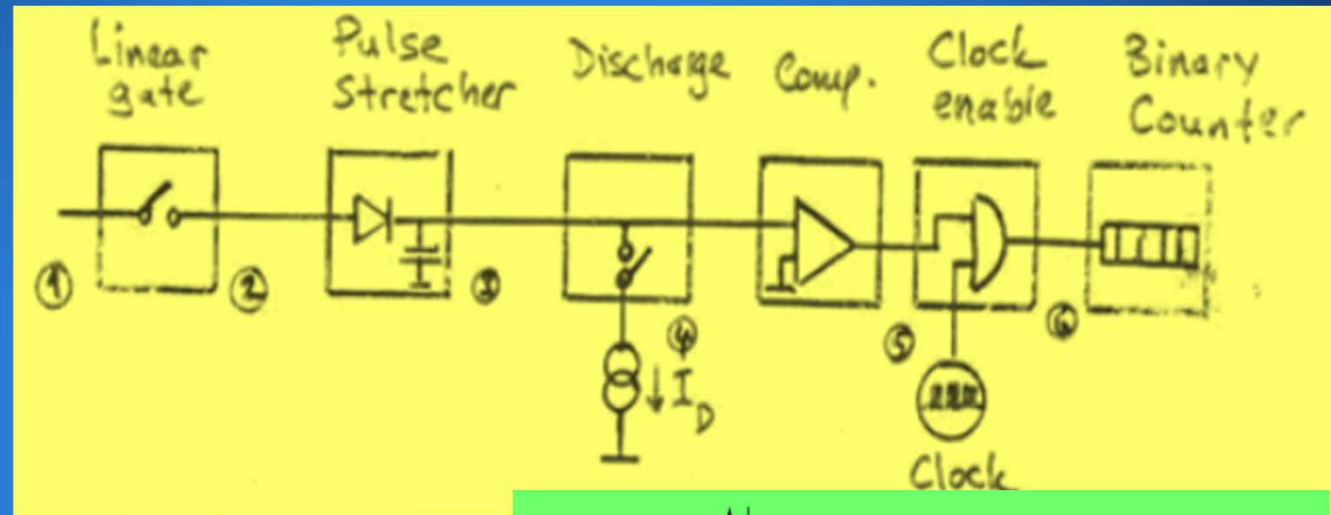 Linear
gate
Pulse
Stretcher
Discharge
Comp.
Clock
enable
Binary
Counter
①
②
③
④
⑤
⑥
I_D
Clock